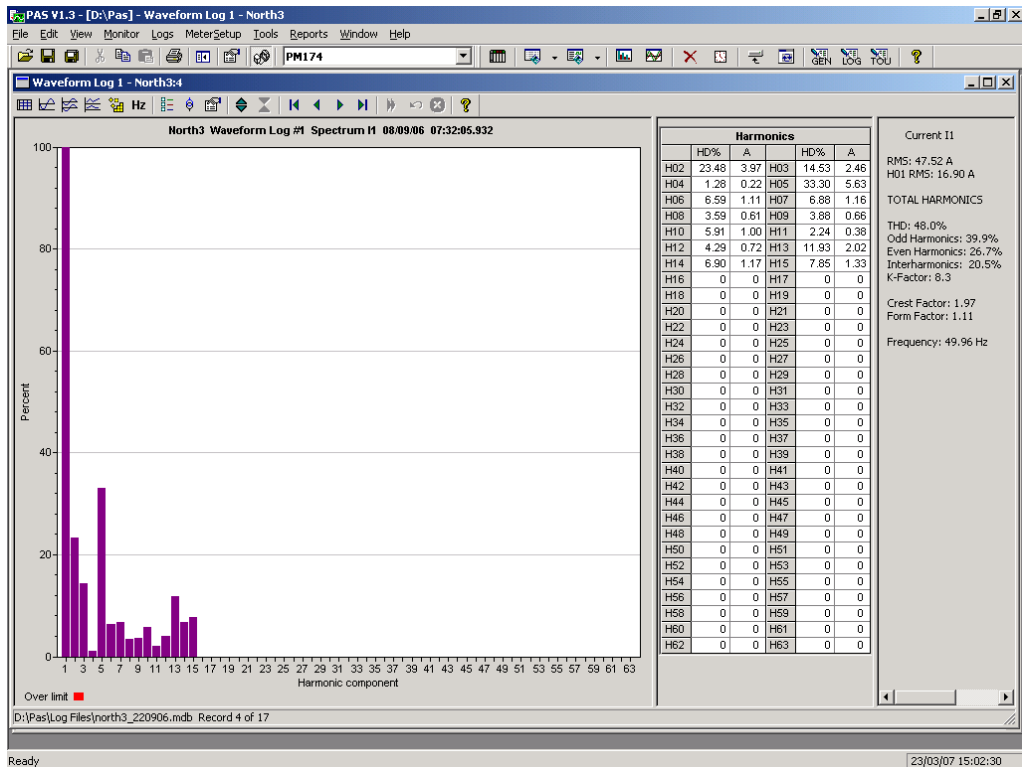 PAS V1.3 - [D:\Pas] - Waveform Log 1 - North3
File Edit View Monitor Logs MeterSetup Tools Reports Window Help
PM174
GEN LOG TOU
Waveform Log 1 - North3:4
Hz
North3 Waveform Log #1 Spectrum I1 08/09/06 07:32:05.932
100
80
60
40
20
0
Percent
1 3 5 7 9 11 13 15 17 19 21 23 25 27 29 31 33 35 37 39 41 43 45 47 49 51 53 55 57 59 61 63
Harmonic component
Over limit
Harmonics
HD% A HD% A
H02 23.48 3.97 H03 14.53 2.46
H04 1.28 0.22 H05 33.30 5.63
H06 6.59 1.11 H07 6.88 1.16
H08 3.59 0.61 H09 3.88 0.66
H10 5.91 1.00 H11 2.24 0.38
H12 4.29 0.72 H13 11.93 2.02
H14 6.90 1.17 H15 7.85 1.33
H16 0 0 H17 0 0
H18 0 0 H19 0 0
H20 0 0 H21 0 0
H22 0 0 H23 0 0
H24 0 0 H25 0 0
H26 0 0 H27 0 0
H28 0 0 H29 0 0
H30 0 0 H31 0 0
H32 0 0 H33 0 0
H34 0 0 H35 0 0
H36 0 0 H37 0 0
H38 0 0 H39 0 0
H40 0 0 H41 0 0
H42 0 0 H43 0 0
H44 0 0 H45 0 0
H46 0 0 H47 0 0
H48 0 0 H49 0 0
H50 0 0 H51 0 0
H52 0 0 H53 0 0
H54 0 0 H55 0 0
H56 0 0 H57 0 0
H58 0 0 H59 0 0
H60 0 0 H61 0 0
H62 0 0 H63 0 0
Current I1
RMS: 47.52 A
H01 RMS: 16.90 A
TOTAL HARMONICS
THD: 48.0%
Odd Harmonics: 39.9%
Even Harmonics: 26.7%
Interharmonics: 20.5%
K-Factor: 8.3
Crest Factor: 1.97
Form Factor: 1.11
Frequency: 49.96 Hz
D:\Pas\Log Files\north3_220906.mdb Record 4 of 17
Ready
23/03/07 15:02:30